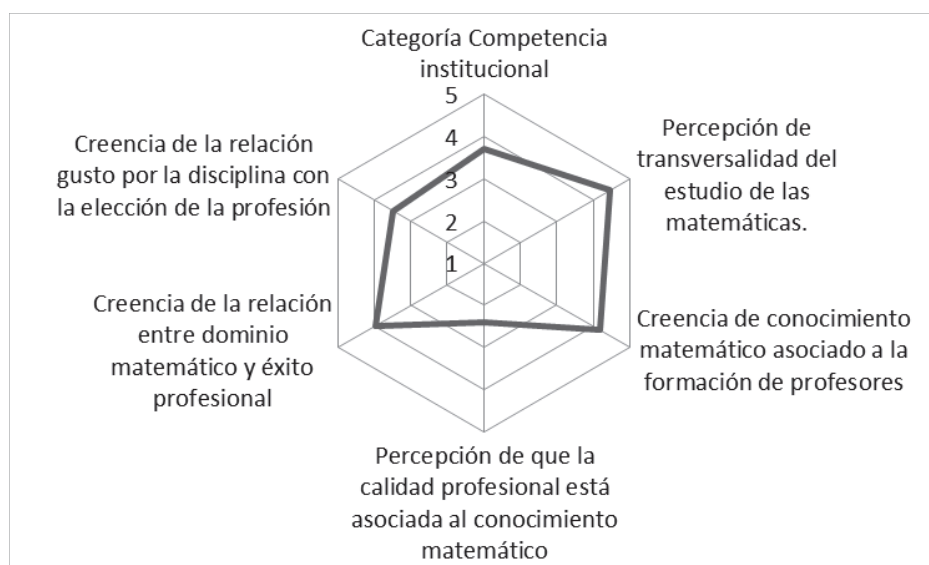 Categoría Competencia
institucional
5
4
3
2
1
Percepción de
transversalidad del
estudio de las
matemáticas.
Creencia de conocimiento
matemático asociado a la
formación de profesores
Percepción de que la
calidad profesional está
asociada al conocimiento
matemático
Creencia de la relación
entre dominio
matemático y éxito
profesional
Creencia de la relación
gusto por la disciplina con
la elección de la profesión